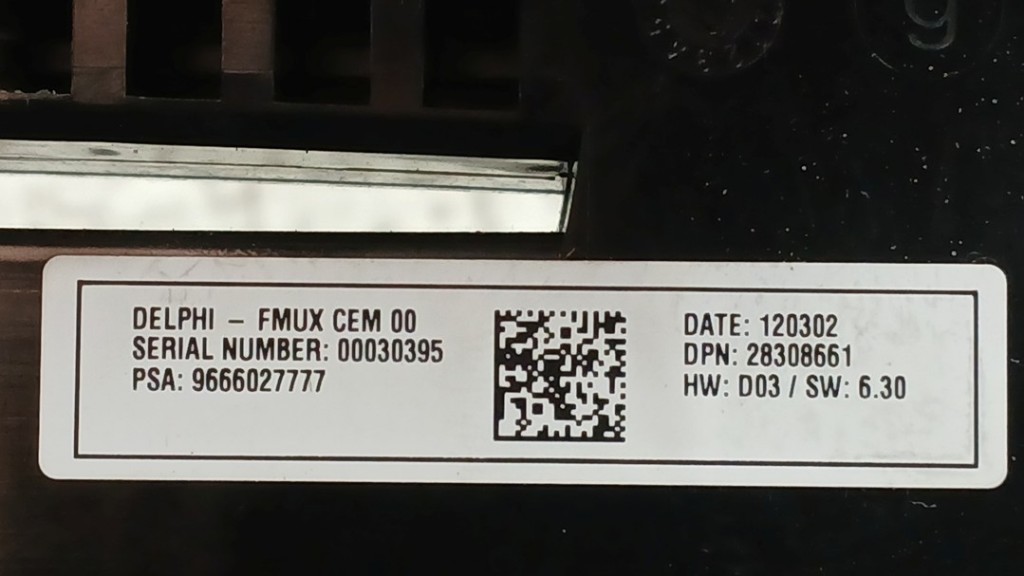 g
DELPHI – FMUX CEM 00
SERIAL NUMBER: 00030395
PSA: 9666027777
DATE: 120302
DPN: 28308661
HW: D03 / SW: 6.30